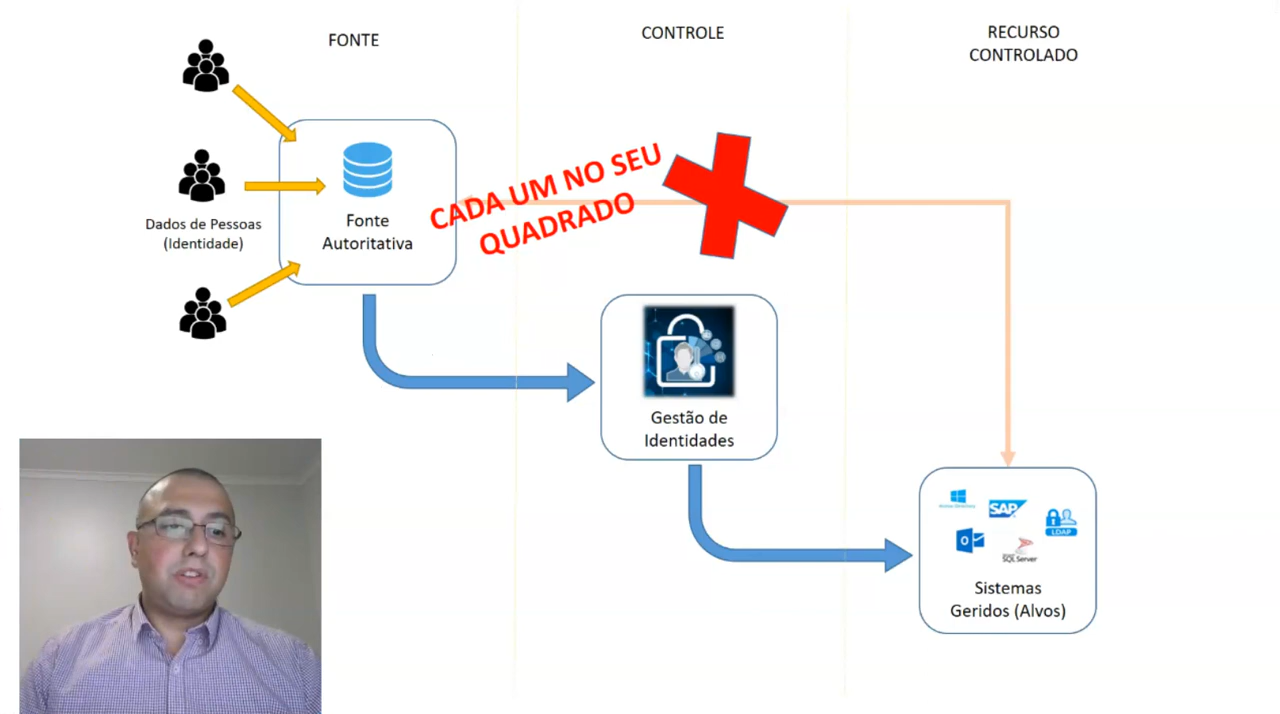 FONTE
CONTROLE
RECURSO
CONTROLADO
CADA UM NO SEU
QUADRADO
Fonte
Autoritativa
Dados de Pessoas
(Identidade)
Gestão de
Identidades
SAP
LDAP
SQL Server
Sistemas
Geridos (Alvos)